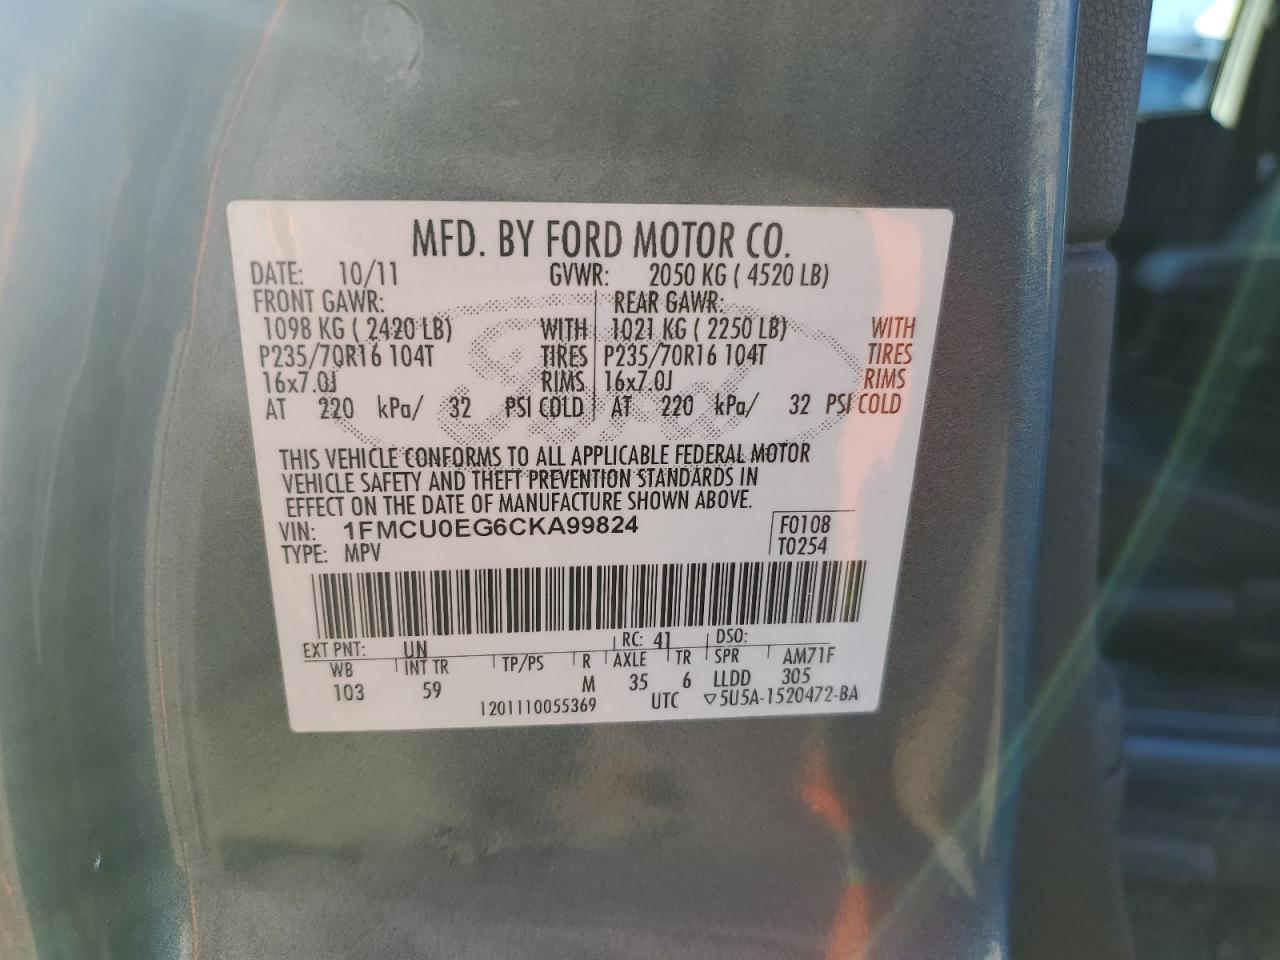 MFD. BY FORD MOTOR CO.
DATE: 10/11 GVWR: 2050 KG ( 4520 LB)
FRONT GAWR: REAR GAWR:
1098 KG ( 2420 LB) WITH 1021 KG ( 2250 LB) WITH
P235/70R16 104T TIRES P235/70R16 104T TIRES
16x7.0J RIMS 16x7.0J RIMS
AT 220 kPa/ 32 PSI COLD AT 220 kPa/ 32 PSI COLD
Ford
THIS VEHICLE CONFORMS TO ALL APPLICABLE FEDERAL MOTOR
VEHICLE SAFETY AND THEFT PREVENTION STANDARDS IN
EFFECT ON THE DATE OF MANUFACTURE SHOWN ABOVE.
VIN: 1FMCU0EG6CKA99824 F0108
TYPE: MPV T0254
EXT PNT: UN RC: 41 DSO:
WB INT TR TP/PS R AXLE TR SPR AM71F
103 59 M 35 6 LLDD 305
1201110055369 UTC ▽5U5A-1520472-BA